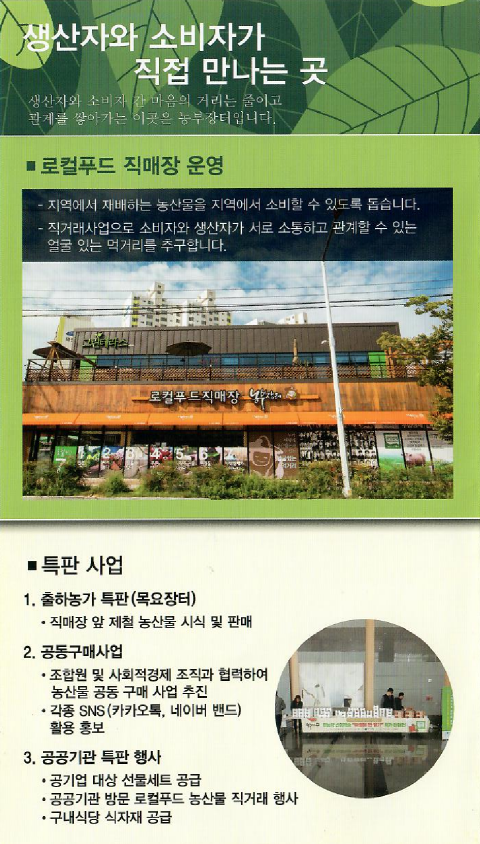 생산자와 소비자가
직접 만나는 곳
생산자와 소비자 간 마음의 거리는 줄이고
관계를 쌓아가는 이곳은 농부장터입니다.
■ 로컬푸드 직매장 운영
- 지역에서 재배하는 농산물을 지역에서 소비할 수 있도록 돕습니다.
- 직거래사업으로 소비자와 생산자가 서로 소통하고 관계할 수 있는
얼굴 있는 먹거리를 추구합니다.
로컬푸드직매장 농부장터
■ 특판 사업
1. 출하농가 특판(목요장터)
• 직매장 앞 제철 농산물 시식 및 판매
2. 공동구매사업
• 조합원 및 사회적경제 조직과 협력하여
농산물 공동 구매 사업 추진
• 각종 SNS(카카오톡, 네이버 밴드)
활용 홍보
3. 공공기관 특판 행사
• 공기업 대상 선물세트 공급
• 공공기관 방문 로컬푸드 농산물 직거래 행사
• 구내식당 식자재 공급